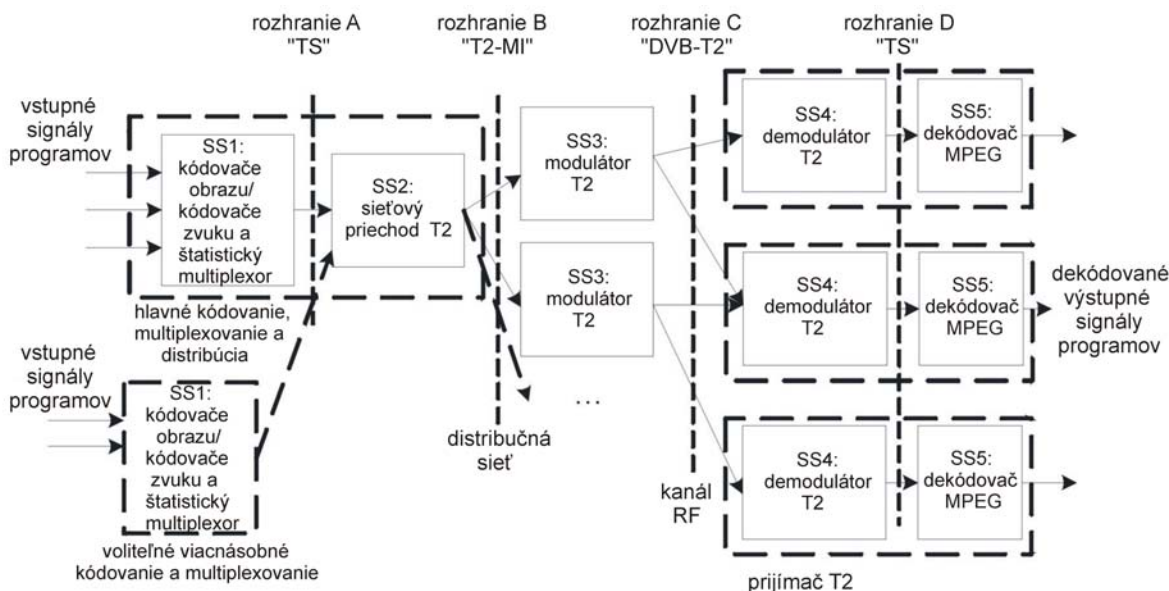 rozhranie A
"TS"
rozhranie B
"T2-MI"
rozhranie C
"DVB-T2"
rozhranie D
"TS"
vstupné
signály
programov
SS1:
kódovače
obrazu/
kódovače
zvuku a
štatistický
multiplexor
SS2:
sieťový
priechod T2
SS3:
modulátor
T2
SS3:
modulátor
T2
...
SS4:
demodulátor
T2
SS5:
dekódovač
MPEG
SS4:
demodulátor
T2
SS5:
dekódovač
MPEG
dekódované
výstupné
signály
programov
SS4:
demodulátor
T2
SS5:
dekódovač
MPEG
hlavné kódovanie,
multiplexovanie a
distribúcia
vstupné
signály
programov
SS1:
kódovače
obrazu/
kódovače
zvuku a
štatistický
multiplexor
voliteľné viacnásobné
kódovanie a multiplexovanie
distribučná
sieť
kanál
RF
prijímač T2